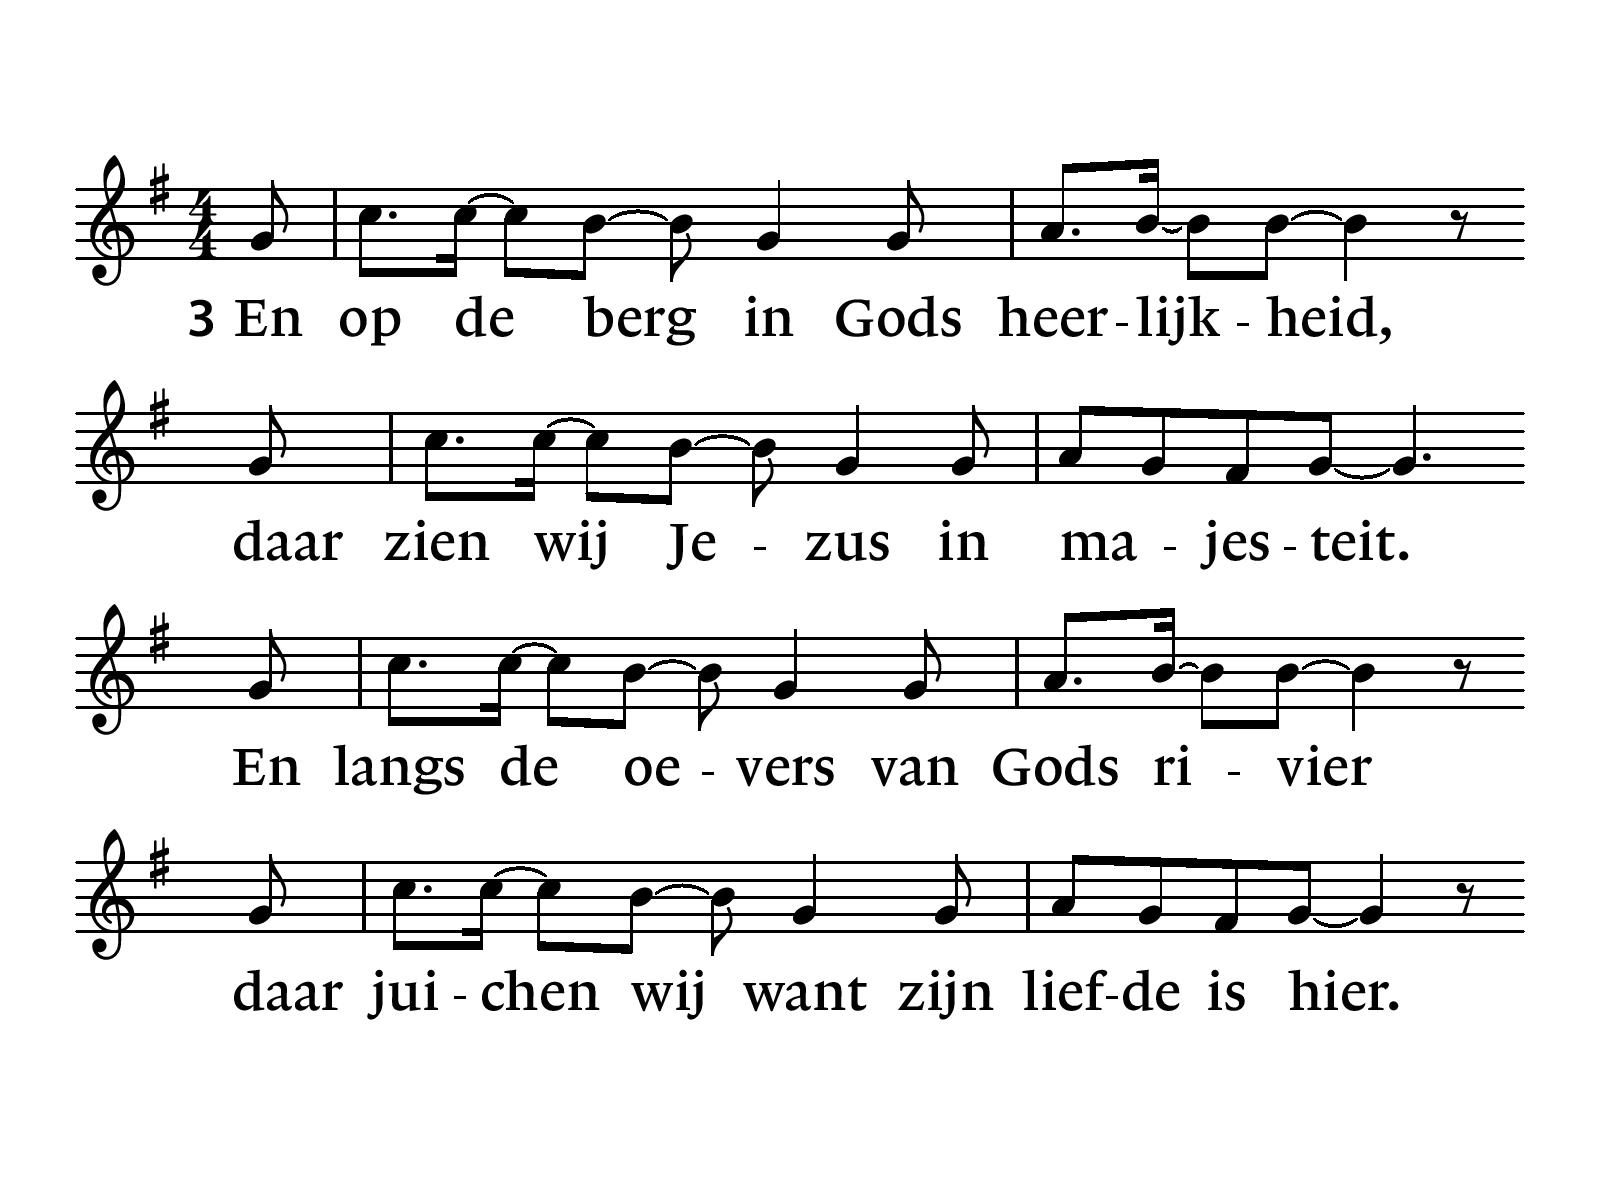 3 En op de berg in Gods heer-lijk - heid,
daar zien wij Je - zus in ma - jes - teit.
En langs de oe - vers van Gods ri - vier
daar jui - chen wij want zijn lief-de is hier.